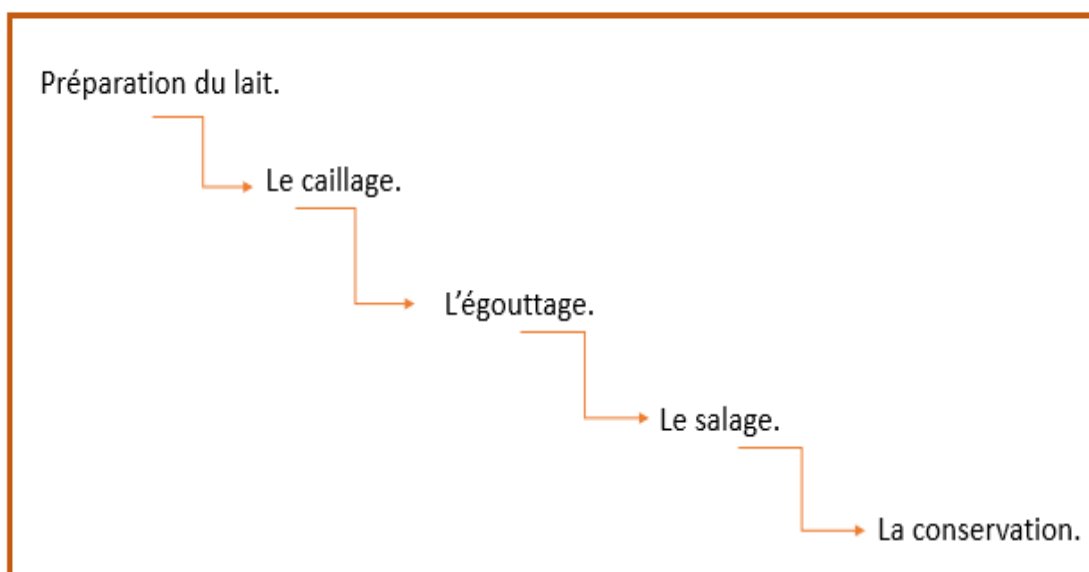 Préparation du lait.
Le caillage.
L’égouttage.
Le salage.
La conservation.